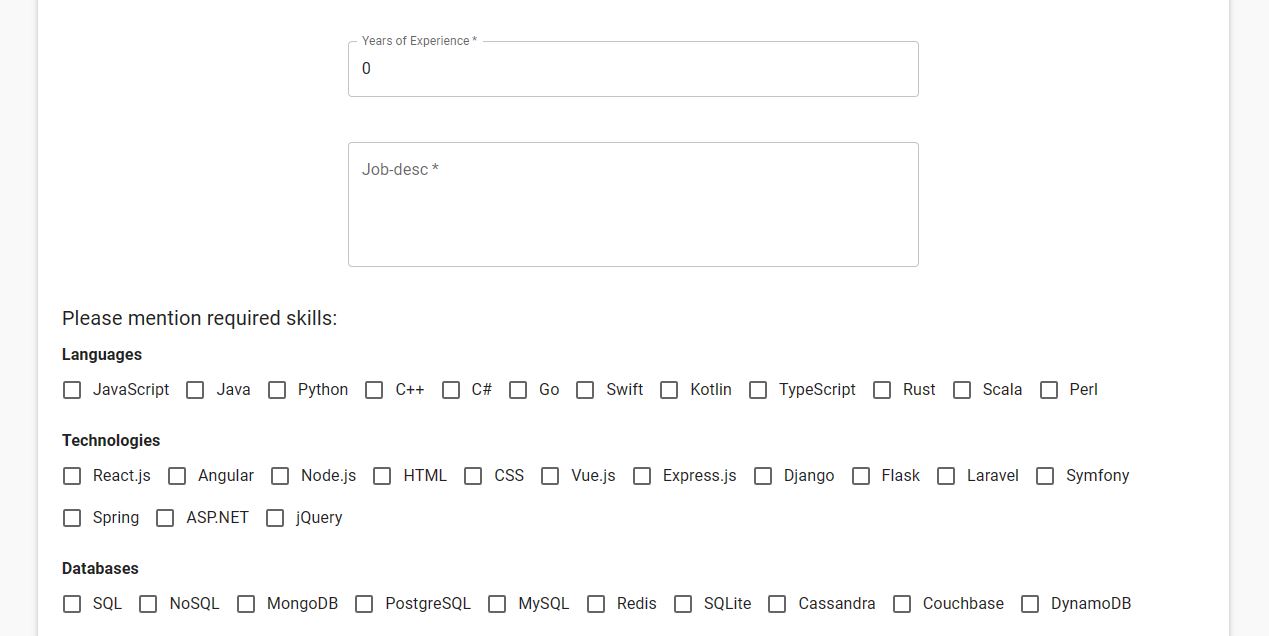 Years of Experience *
0
Job-desc *
Please mention required skills:
Languages
JavaScript Java Python C++ C# Go Swift Kotlin TypeScript Rust Scala Perl
Technologies
React.js Angular Node.js HTML CSS Vue.js Express.js Django Flask Laravel Symfony
Spring ASP.NET jQuery
Databases
SQL NoSQL MongoDB PostgreSQL MySQL Redis SQLite Cassandra Couchbase DynamoDB